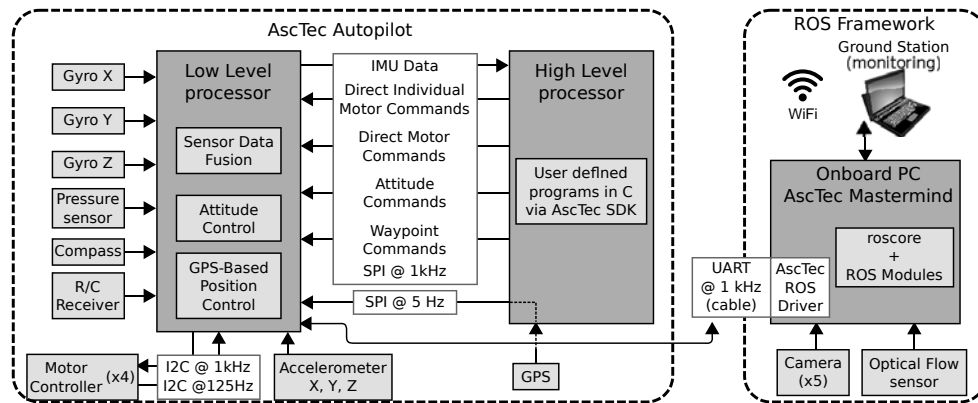 AscTec Autopilot
Gyro X
Gyro Y
Gyro Z
Pressure
sensor
Compass
R/C
Receiver
Low Level
processor
Sensor Data
Fusion
Attitude
Control
GPS-Based
Position
Control
IMU Data
Direct Individual
Motor Commands
Direct Motor
Commands
Attitude
Commands
Waypoint
Commands
SPI @ 1kHz
SPI @ 5 Hz
High Level
processor
User defined
programs in C
via AscTec SDK
Motor
Controller (x4)
I2C @ 1kHz
I2C @125Hz
Accelerometer
X, Y, Z
GPS
ROS Framework
Ground Station
(monitoring)
WiFi
Onboard PC
AscTec Mastermind
roscore
+
ROS Modules
UART
@ 1 kHz
(cable)
AscTec
ROS
Driver
Camera
(x5)
Optical Flow
sensor